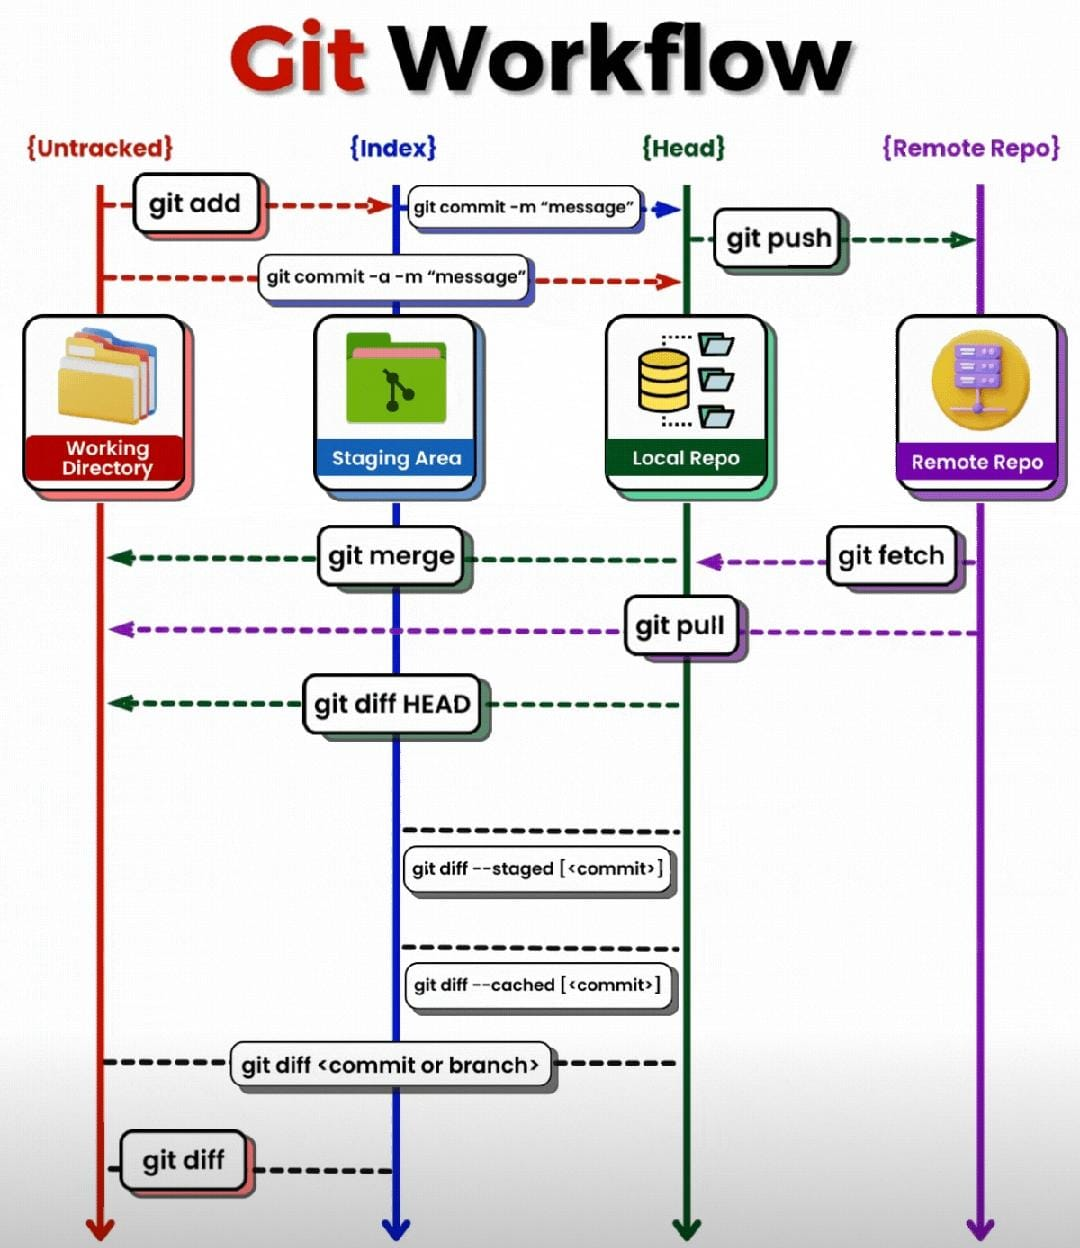 Git Workflow
{Untracked}
{Index}
{Head}
{Remote Repo}
git add
git commit -m “message”
git push
git commit -a -m “message”
Working
Directory
Staging Area
Local Repo
Remote Repo
git merge
git fetch
git pull
git diff HEAD
git diff --staged [<commit>]
git diff --cached [<commit>]
git diff <commit or branch>
git diff